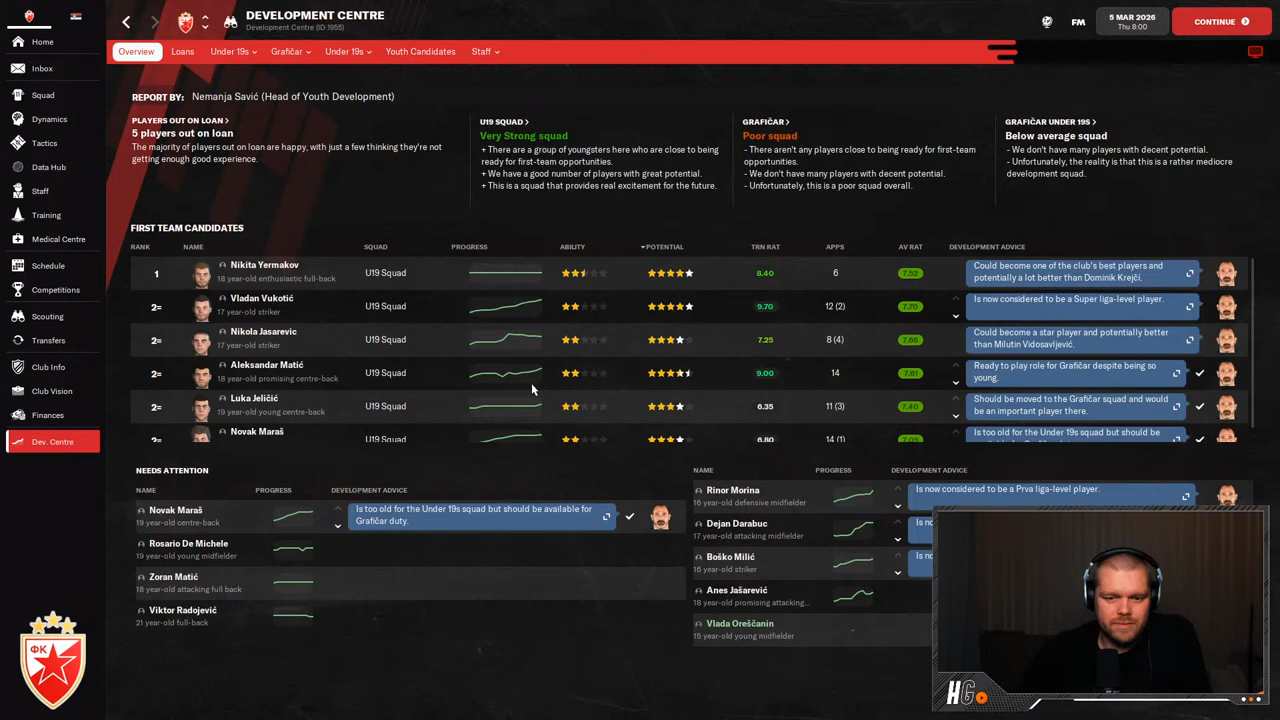 DEVELOPMENT CENTRE
Development Centre (ID:1955)
FM
5 MAR 2026
Thu 8:00
CONTINUE
Home
Inbox
Squad
Dynamics
Tactics
Data Hub
Staff
Training
Medical Centre
Schedule
Competitions
Scouting
Transfers
Club Info
Club Vision
Finances
Dev. Centre
Overview
Loans
Under 19s
Grafičar
Under 19s
Youth Candidates
Staff
REPORT BY: Nemanja Savić (Head of Youth Development)
PLAYERS OUT ON LOAN >
5 players out on loan
The majority of players out on loan are happy, with just a few thinking they're not
getting enough good experience.
U19 SQUAD >
Very Strong squad
+ There are a group of youngsters here who are close to being
ready for first-team opportunities.
+ We have a good number of players with great potential.
+ This is a squad that provides real excitement for the future.
GRAFIČAR >
Poor squad
- There aren't any players close to being ready for first-team
opportunities.
- We don't have many players with decent potential.
- Unfortunately, this is a poor squad overall.
GRAFIČAR UNDER 19S >
Below average squad
- We don't have many players with decent potential.
- Unfortunately, the reality is that this is a rather mediocre
development squad.
FIRST TEAM CANDIDATES
RANK NAME SQUAD PROGRESS ABILITY POTENTIAL TRN RAT APPS AV RAT DEVELOPMENT ADVICE
1 Nikita Yermakov
18 year-old enthusiastic full-back
U19 Squad 8.40 6 7.52
Could become one of the club's best players and
potentially a lot better than Dominik Krejčí.
2= Vladan Vukotić
17 year-old striker
U19 Squad 9.70 12 (2) 7.70
Is now considered to be a Super liga-level player.
2= Nikola Jasarevic
17 year-old striker
U19 Squad 7.25 8 (4) 7.66
Could become a star player and potentially better
than Milutin Vidosavljević.
2= Aleksandar Matić
18 year-old promising centre-back
U19 Squad 9.00 14 7.61
Ready to play role for Grafičar despite being so
young.
2= Luka Jeličić
19 year-old young centre-back
U19 Squad 6.35 11 (3) 7.40
Should be moved to the Grafičar squad and would
be an important player there.
2= Novak Maraš
U19 Squad 6.80 14 (1) 7.05
Is too old for the Under 19s squad but should be
NEEDS ATTENTION
NAME PROGRESS DEVELOPMENT ADVICE
Novak Maraš
19 year-old centre-back
Is too old for the Under 19s squad but should be available for
Grafičar duty.
Rosario De Michele
19 year-old young midfielder
Zoran Matić
18 year-old attacking full back
Viktor Radojević
21 year-old full-back
NAME PROGRESS DEVELOPMENT ADVICE
Rinor Morina
16 year-old defensive midfielder
Is now considered to be a Prva liga-level player.
Dejan Darabuc
17 year-old attacking midfielder
Is no
Boško Milić
16 year-old striker
Is no
Anes Jašarević
18 year-old promising attacking...
Vlada Oreščanin
15 year-old young midfielder
ФК
HG